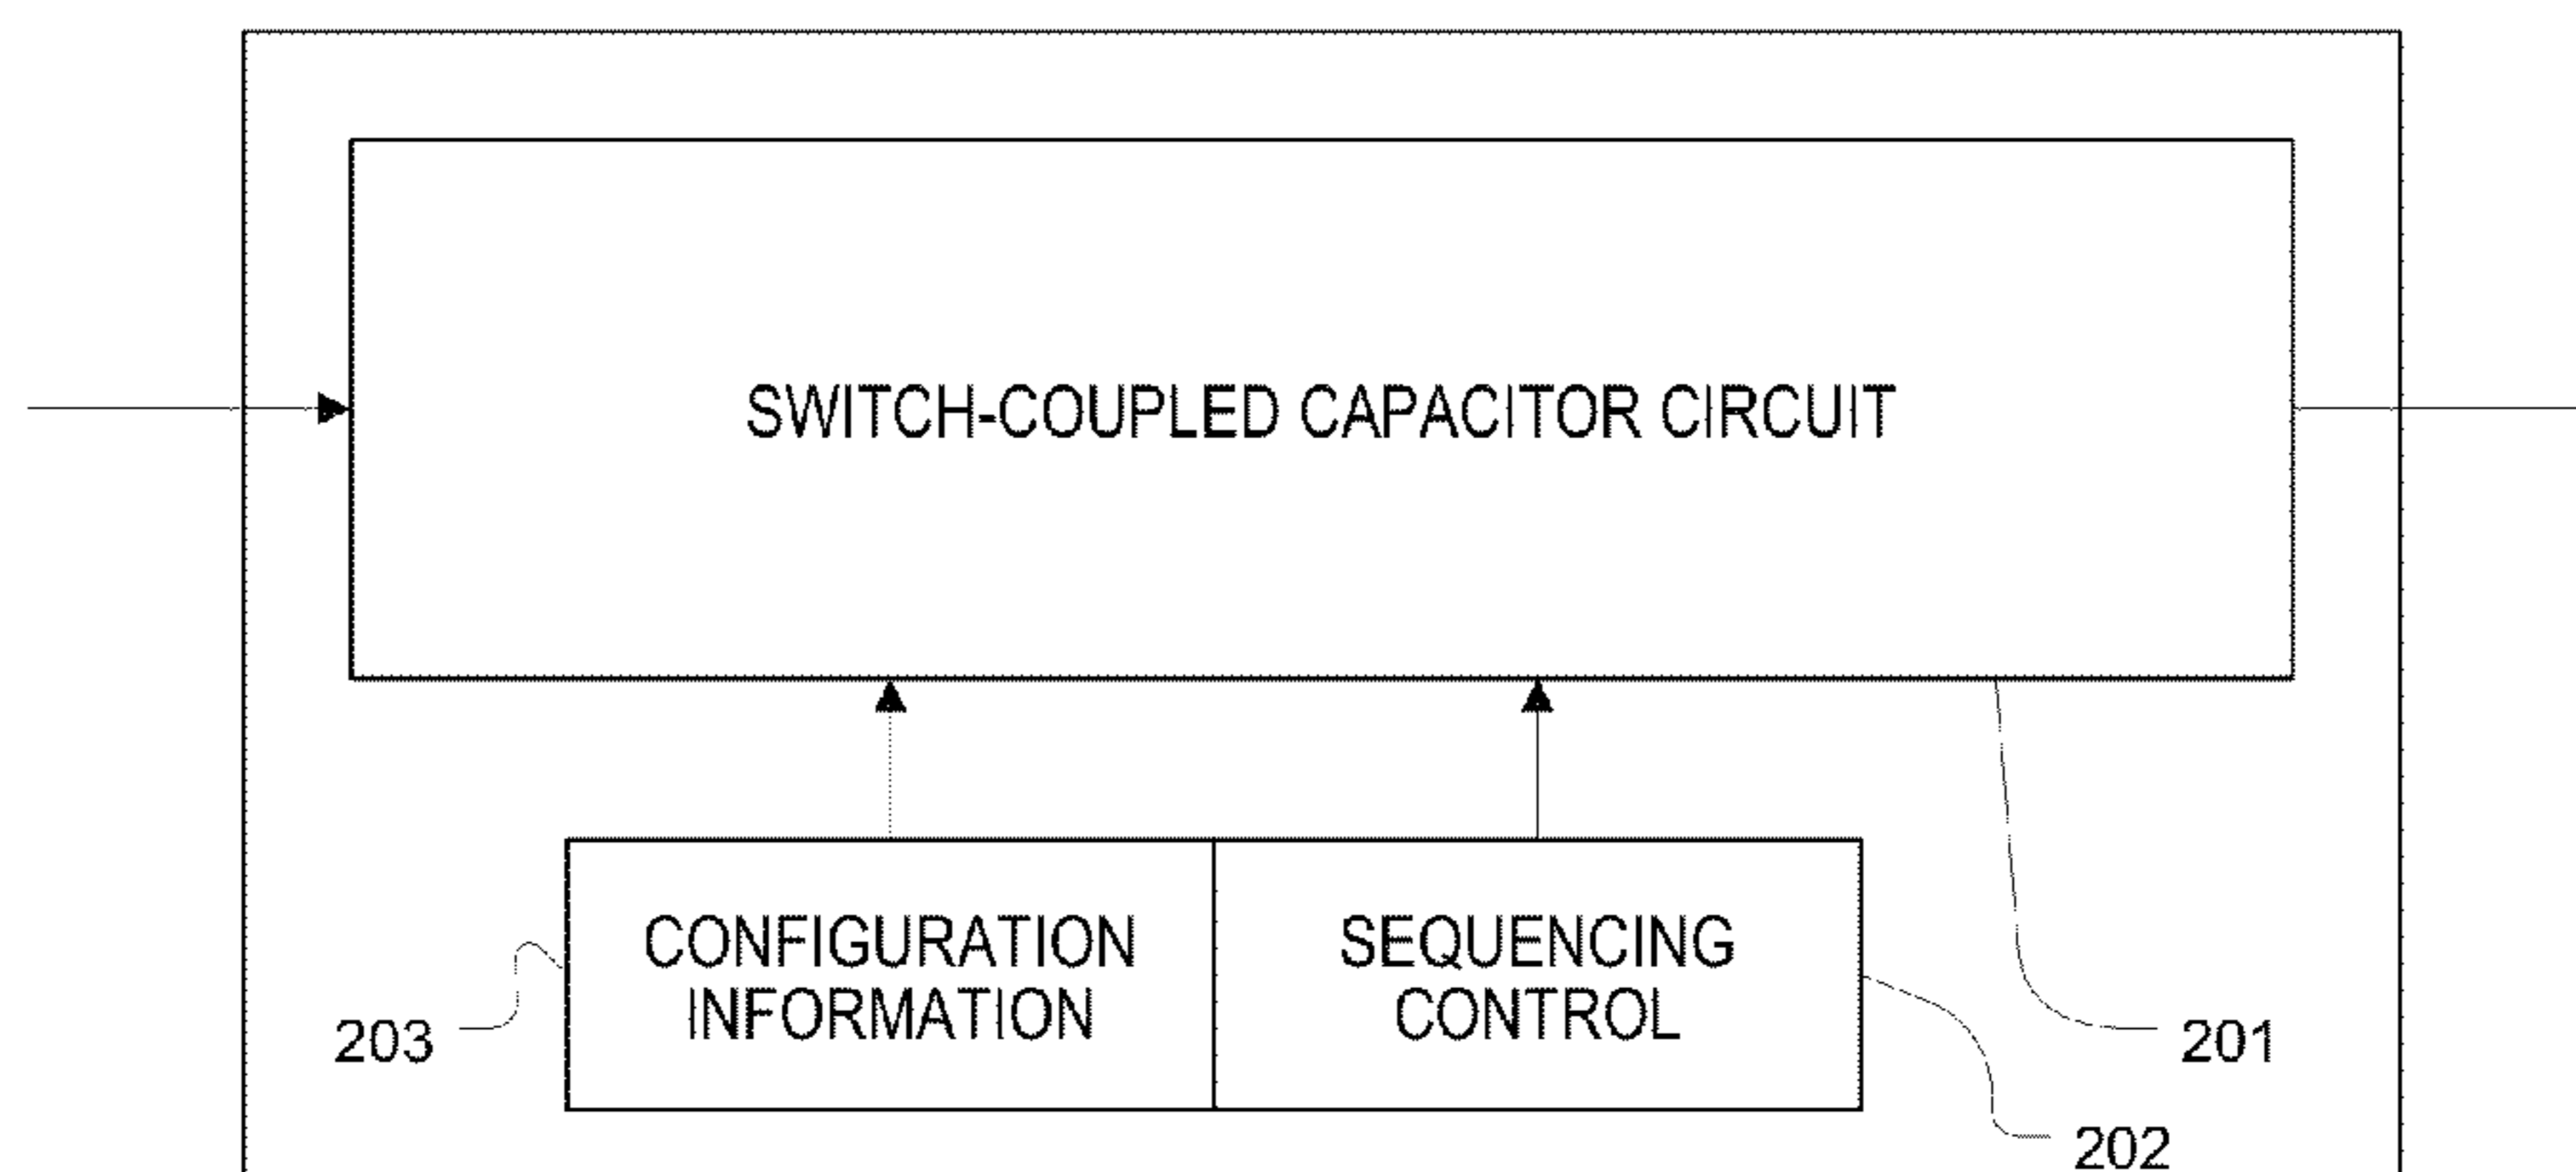 SWITCH-COUPLED CAPACITOR CIRCUIT
CONFIGURATION
INFORMATION
SEQUENCING
CONTROL
203
201
202